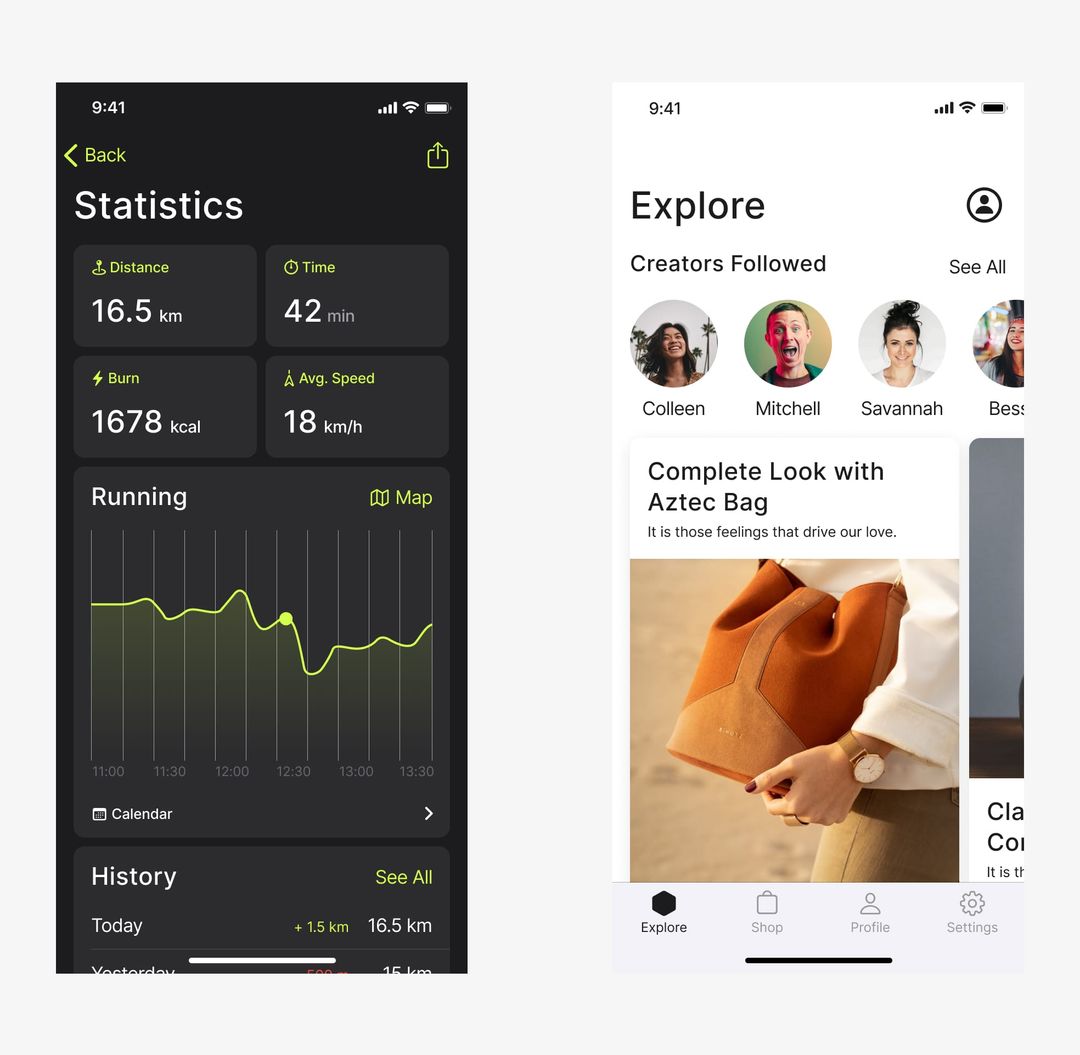 9:41
Back
Statistics
Distance
16.5 km
Time
42 min
Burn
1678 kcal
Avg. Speed
18 km/h
Running
Map
11:00 11:30 12:00 12:30 13:00 13:30
Calendar
History
See All
Today + 1.5 km 16.5 km
Yesterday 500 m 15 km
9:41
Explore
Creators Followed
See All
Colleen Mitchell Savannah Bess
Complete Look with
Aztec Bag
It is those feelings that drive our love.
Cla
Con
It is th
Explore Shop Profile Settings